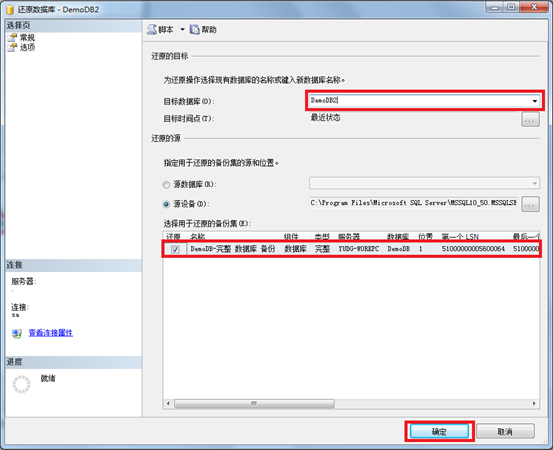 还原数据库 - DemoDB2
选择页
常规
选项
脚本
帮助
还原的目标
为还原操作选择现有数据库的名称或键入新数据库名称。
目标数据库(O):
DemoDB2
目标时间点(T):
最近状态
...
还原的源
指定用于还原的备份集的源和位置。
源数据库(R):
源设备(D):
C:\Program Files\Microsoft SQL Server\MSSQL10_50.MSSQLSE
...
选择用于还原的备份集(E):
还原 名称 组件 类型 服务器 数据库 位置 第一个 LSN 最后一个
DemoDB-完整 数据库 备份 数据库 完整 YUDG-WORKPC DemoDB 1 51000000005600064 5100000
连接
服务器:
.
连接:
sa
查看连接属性
进度
就绪
确定
取消